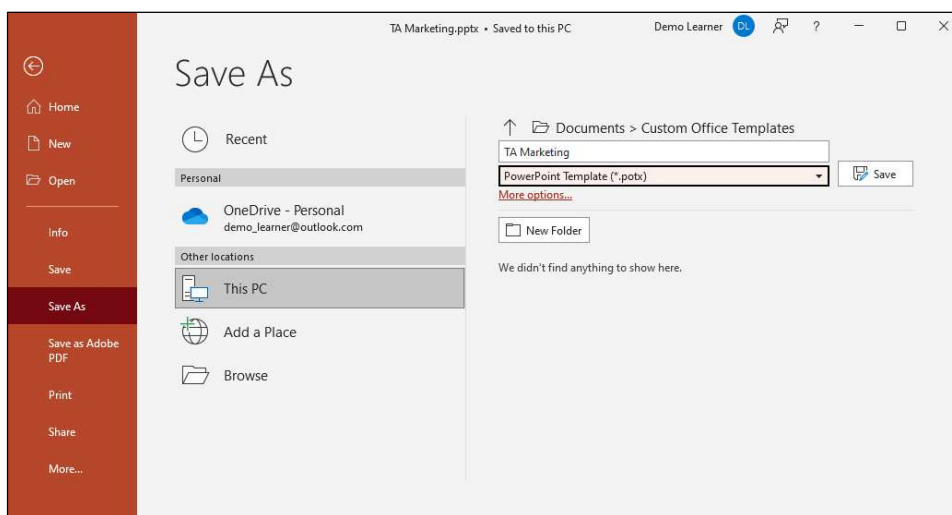 TA Marketing.pptx • Saved to this PC
Demo Learner
DL
?
Save As
Home
New
Open
Info
Save
Save As
Save as Adobe
PDF
Print
Share
More...
Recent
Personal
OneDrive - Personal
demo_learner@outlook.com
Other locations
This PC
Add a Place
Browse
Documents > Custom Office Templates
TA Marketing
PowerPoint Template (*.potx)
Save
More options...
New Folder
We didn't find anything to show here.